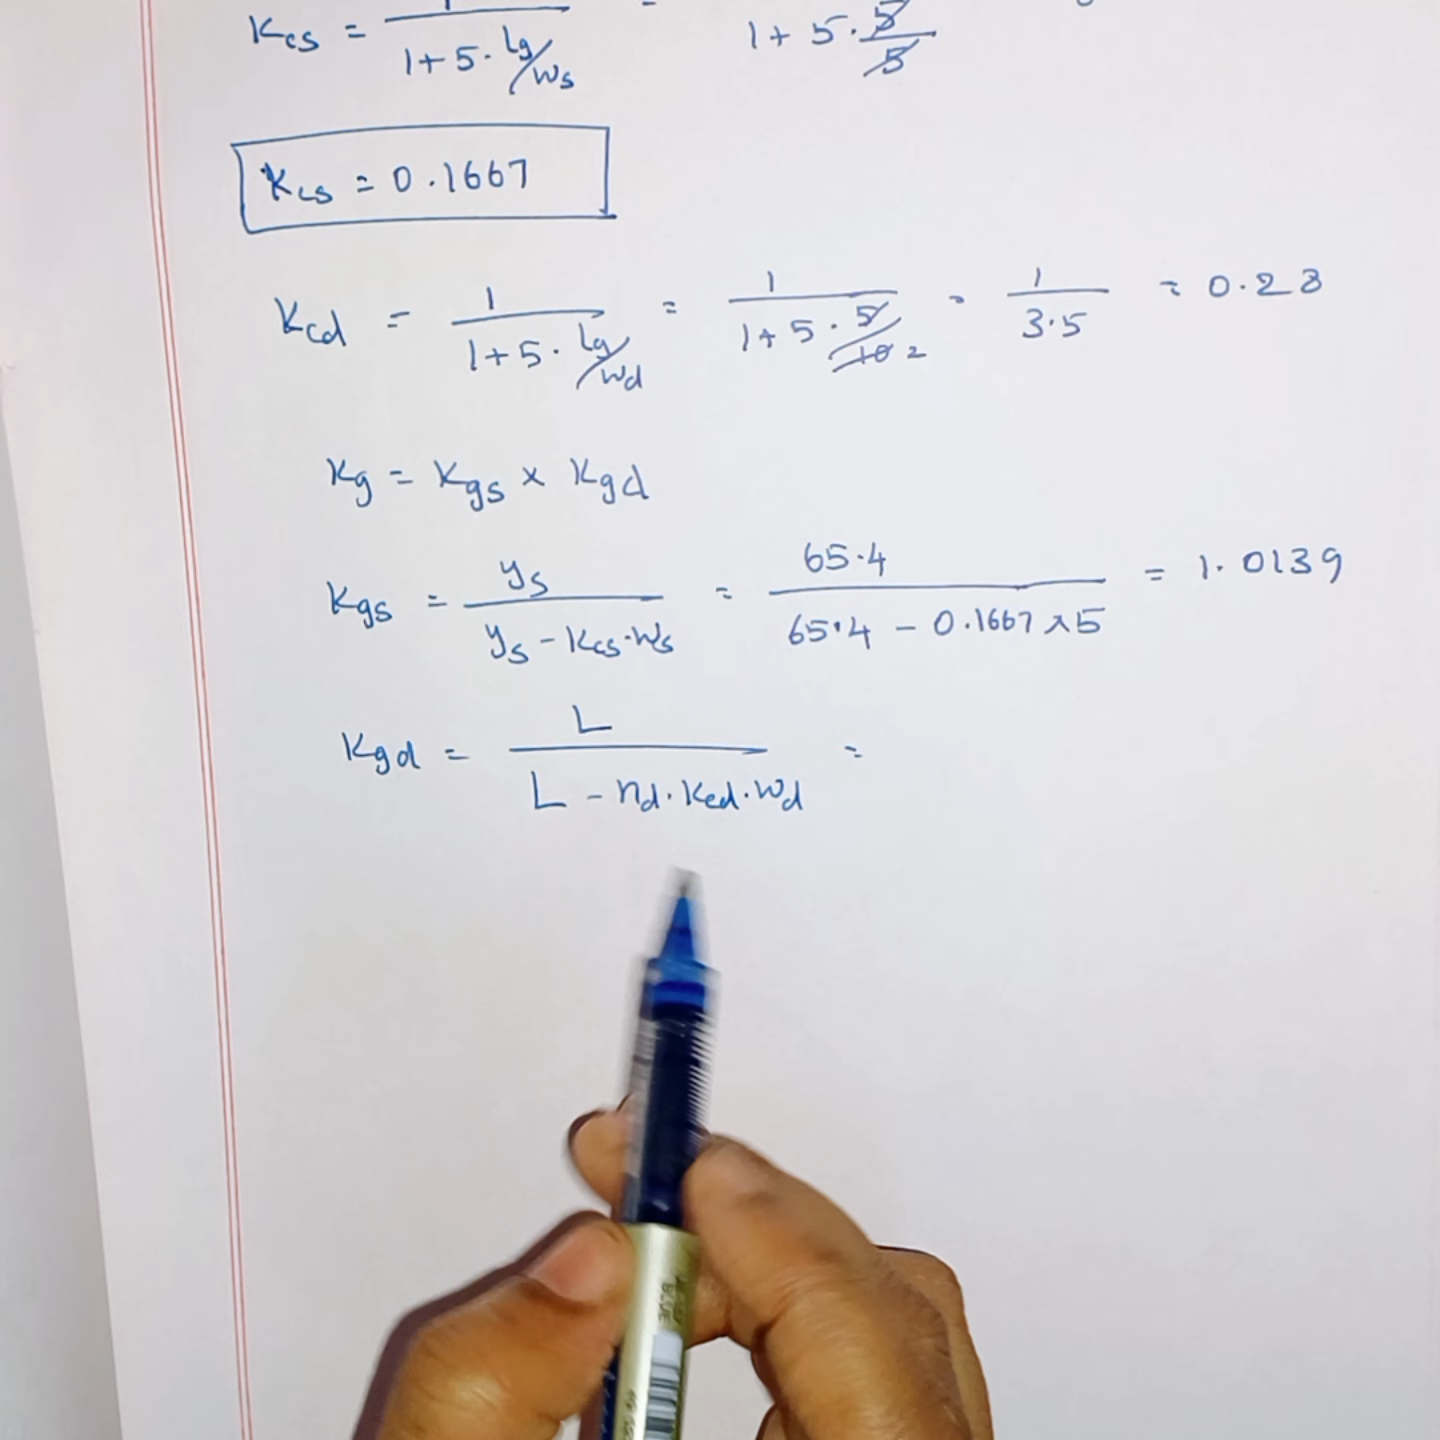 Kcs = 1/(1+5·lg/Ws) = 1+5·5/5
Kcs = 0.1667
Kcd = 1/(1+5·lg/Wd) = 1/(1+5·5/10 2) = 1/3.5 = 0.28
Kg = Kgs × Kgd
Kgs = ys/(ys - Kcs·Ws) = 65.4/(65.4 - 0.1667×5) = 1.0139
Kgd = L/(L - nd·Kcd·Wd) =
BLUE